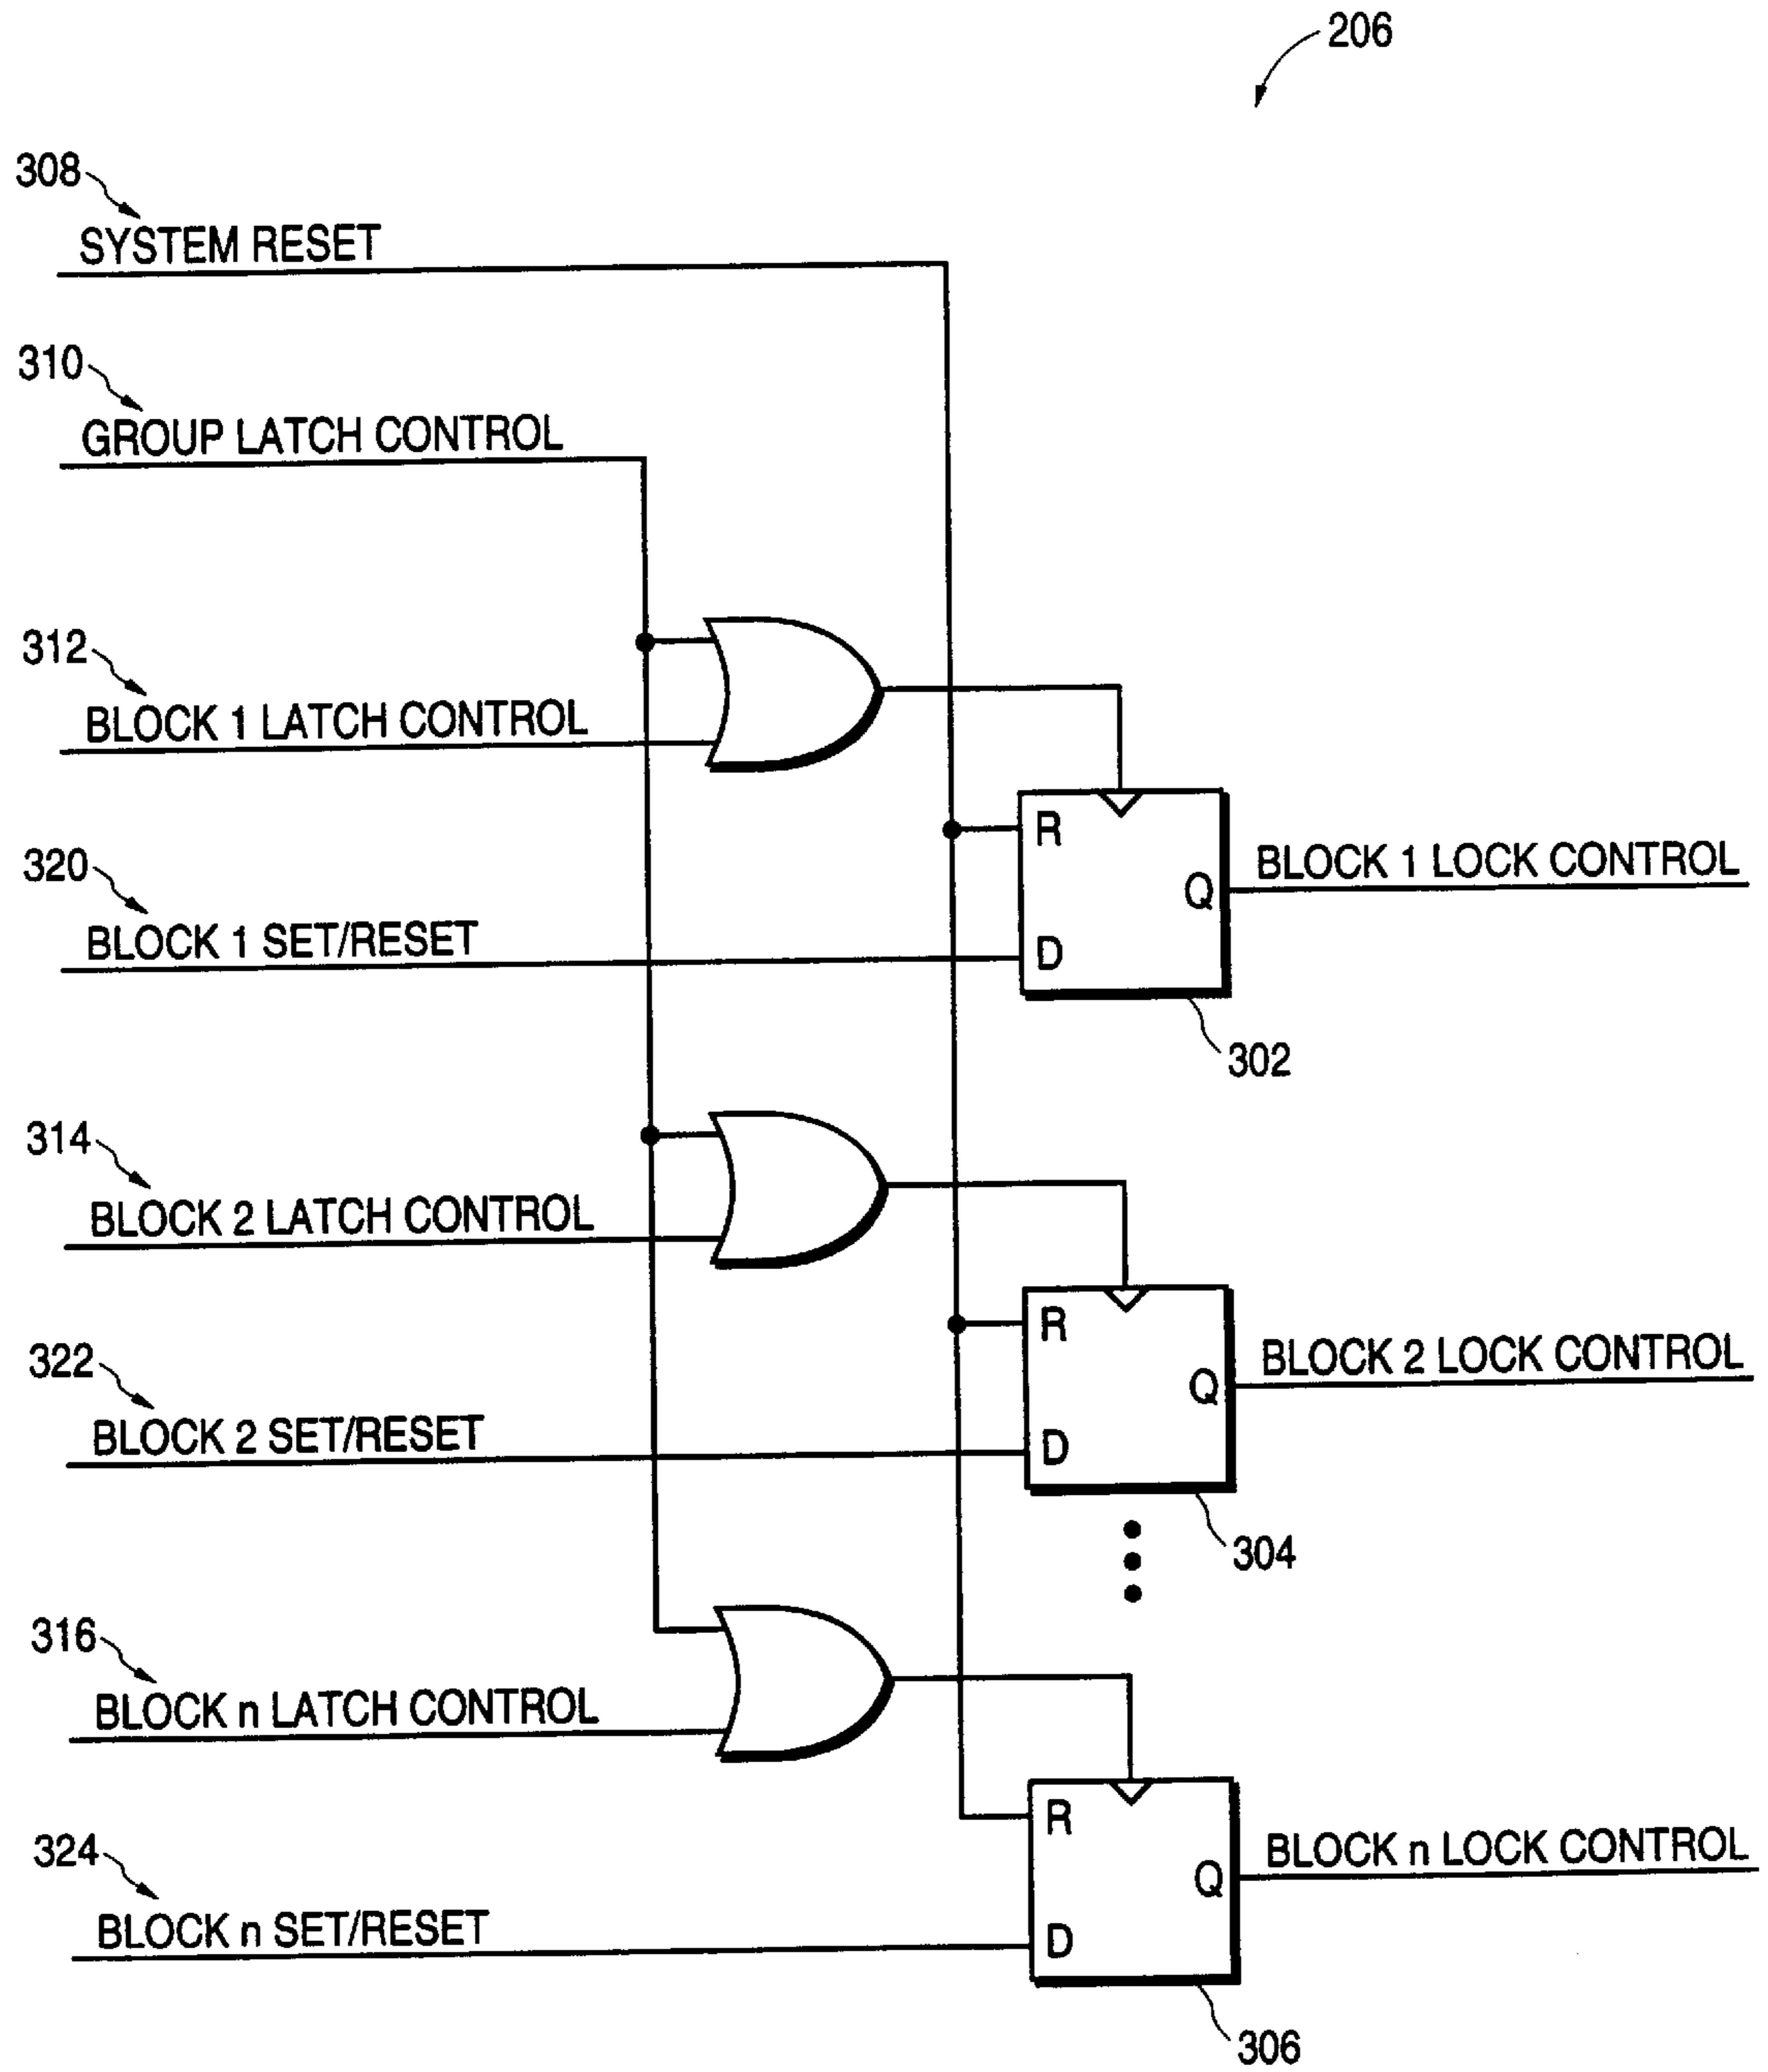 206
308
SYSTEM RESET
310
GROUP LATCH CONTROL
312
BLOCK 1 LATCH CONTROL
R
320
BLOCK 1 LOCK CONTROL
Q
BLOCK 1 SET/RESET
D
302
314
BLOCK 2 LATCH CONTROL
R
322
BLOCK 2 LOCK CONTROL
Q
BLOCK 2 SET/RESET
D
304
316
BLOCK n LATCH CONTROL
R
324
BLOCK n LOCK CONTROL
Q
BLOCK n SET/RESET
D
306